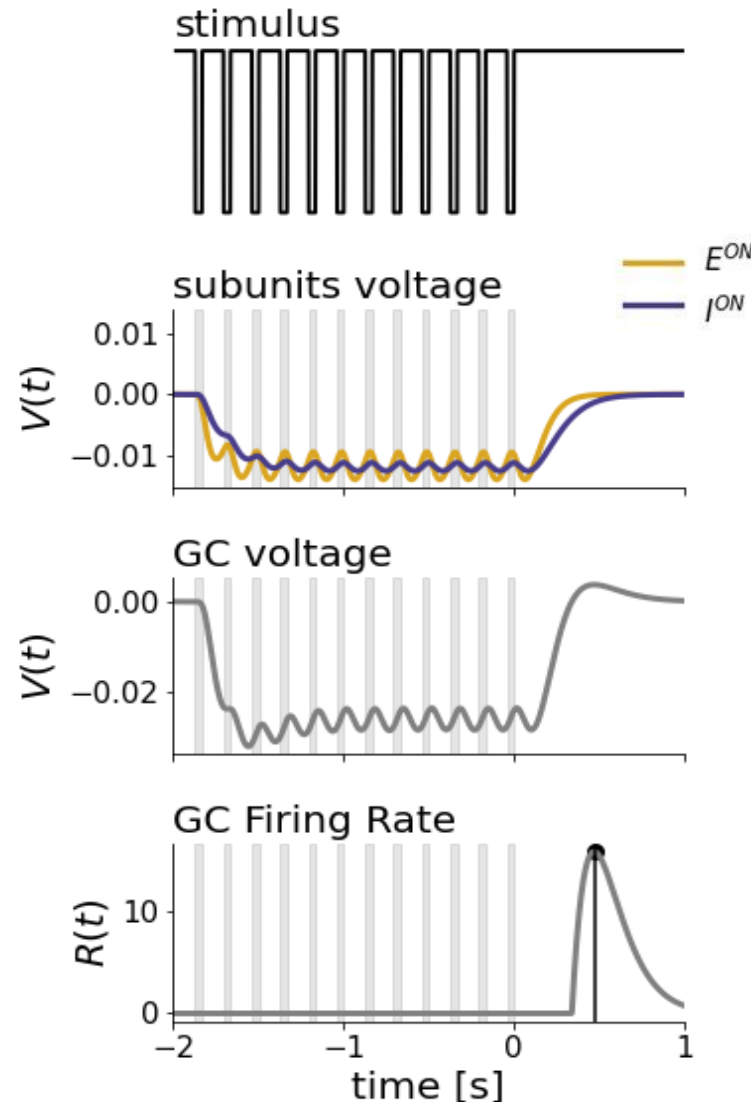 stimulus
E^ON
I^ON
subunits voltage
0.01
0.00
−0.01
V(t)
GC voltage
0.00
−0.02
V(t)
GC Firing Rate
10
0
R(t)
−2 −1 0 1
time [s]